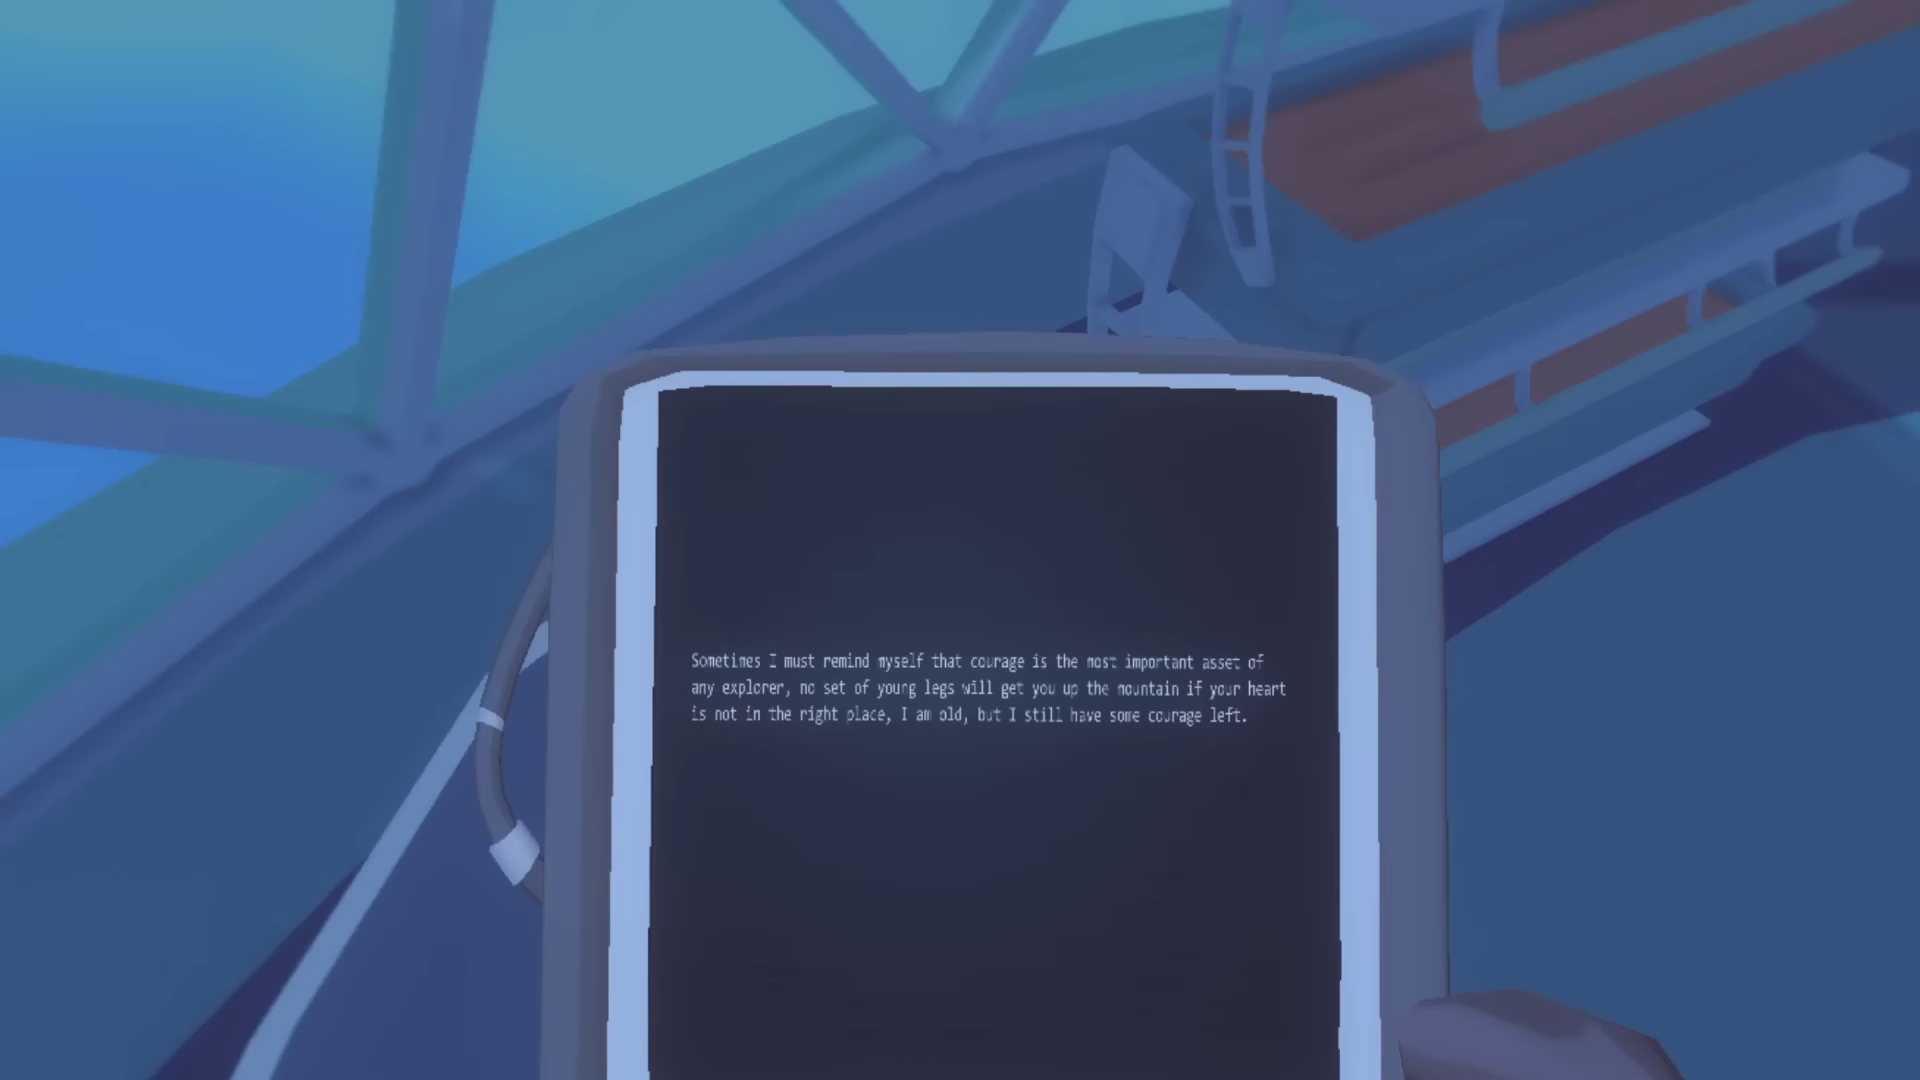 Sometimes I must remind myself that courage is the most important asset of
any explorer, no set of young legs will get you up the mountain if your heart
is not in the right place, I am old, but I still have some courage left.